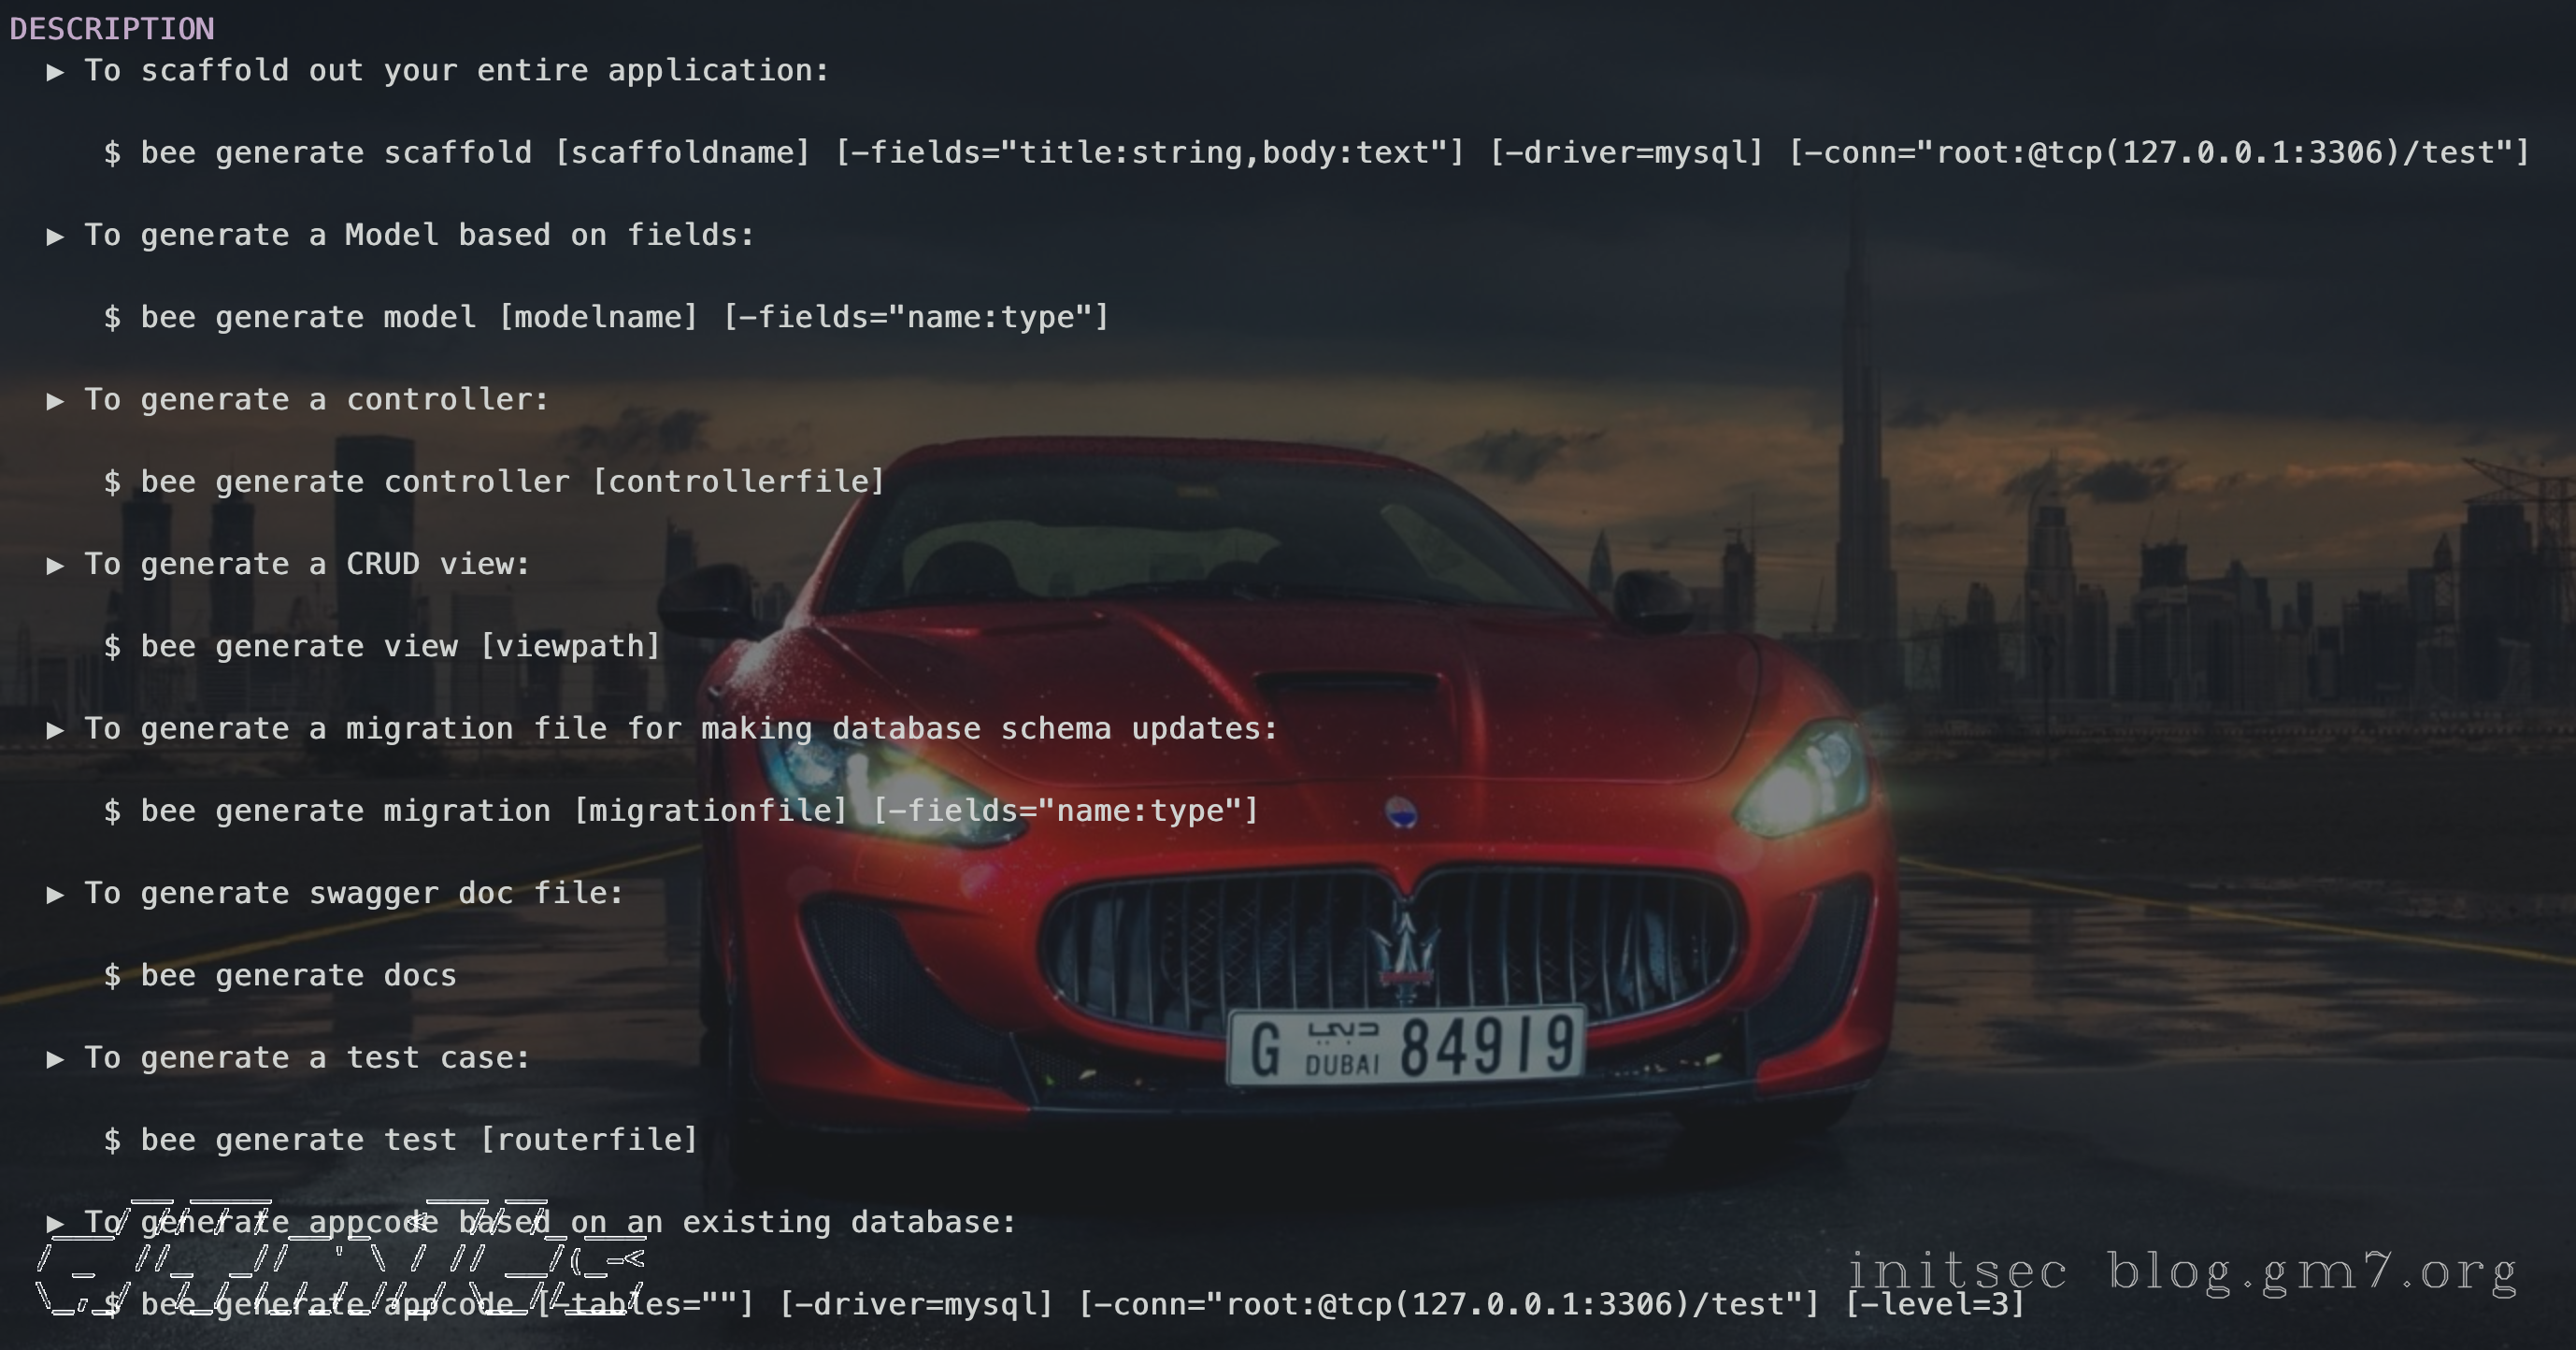 DESCRIPTION
▶ To scaffold out your entire application:
$ bee generate scaffold [scaffoldname] [-fields="title:string,body:text"] [-driver=mysql] [-conn="root:@tcp(127.0.0.1:3306)/test"]
▶ To generate a Model based on fields:
$ bee generate model [modelname] [-fields="name:type"]
▶ To generate a controller:
$ bee generate controller [controllerfile]
▶ To generate a CRUD view:
$ bee generate view [viewpath]
▶ To generate a migration file for making database schema updates:
$ bee generate migration [migrationfile] [-fields="name:type"]
▶ To generate swagger doc file:
$ bee generate docs
▶ To generate a test case:
$ bee generate test [routerfile]
▶ To generate appcode based on an existing database:
$ bee generate appcode [-tables=""] [-driver=mysql] [-conn="root:@tcp(127.0.0.1:3306)/test"] [-level=3]
G دبي DUBAI 84919
initsec blog.gm7.org